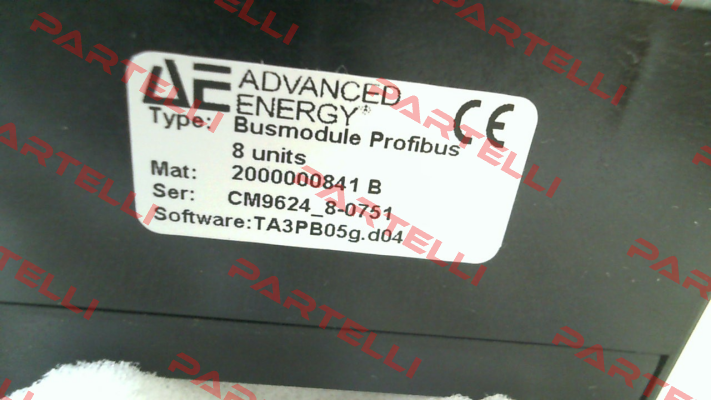 AE ADVANCED
ENERGY®
CE
Type: Busmodule Profibus
8 units
Mat: 2000000841 B
Ser: CM9624_8-0751
Software:TA3PB05g.d04
PARTELLI
PARTELLI
PARTELLI
PARTELLI
PARTELLI
PARTELLI
PARTELLI
PARTELLI
PARTELLI